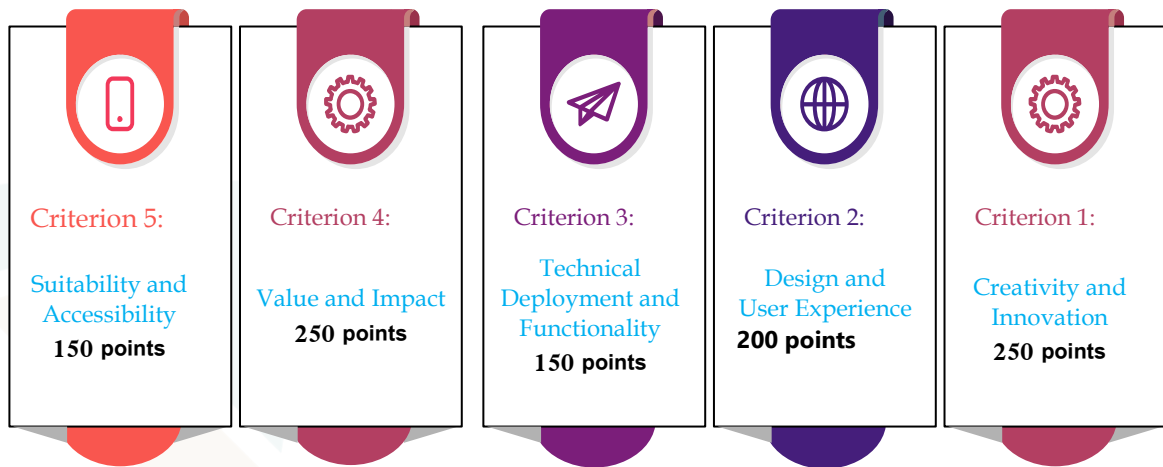 Criterion 5:
Suitability and
Accessibility
150 points
Criterion 4:
Value and Impact
250 points
Criterion 3:
Technical
Deployment and
Functionality
150 points
Criterion 2:
Design and
User Experience
200 points
Criterion 1:
Creativity and
Innovation
250 points